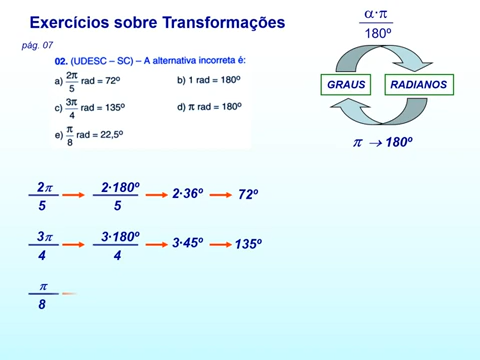 Exercícios sobre Transformações
pág. 07
02. (UDESC – SC) – A alternativa incorreta é:
a) 2π/5 rad = 72º
b) 1 rad = 180º
c) 3π/4 rad = 135º
d) π rad = 180º
e) π/8 rad = 22,5º
α·π
180º
GRAUS
RADIANOS
π → 180º
2π/5 → 2·180º/5 → 2·36º → 72º
3π/4 → 3·180º/4 → 3·45º → 135º
π/8